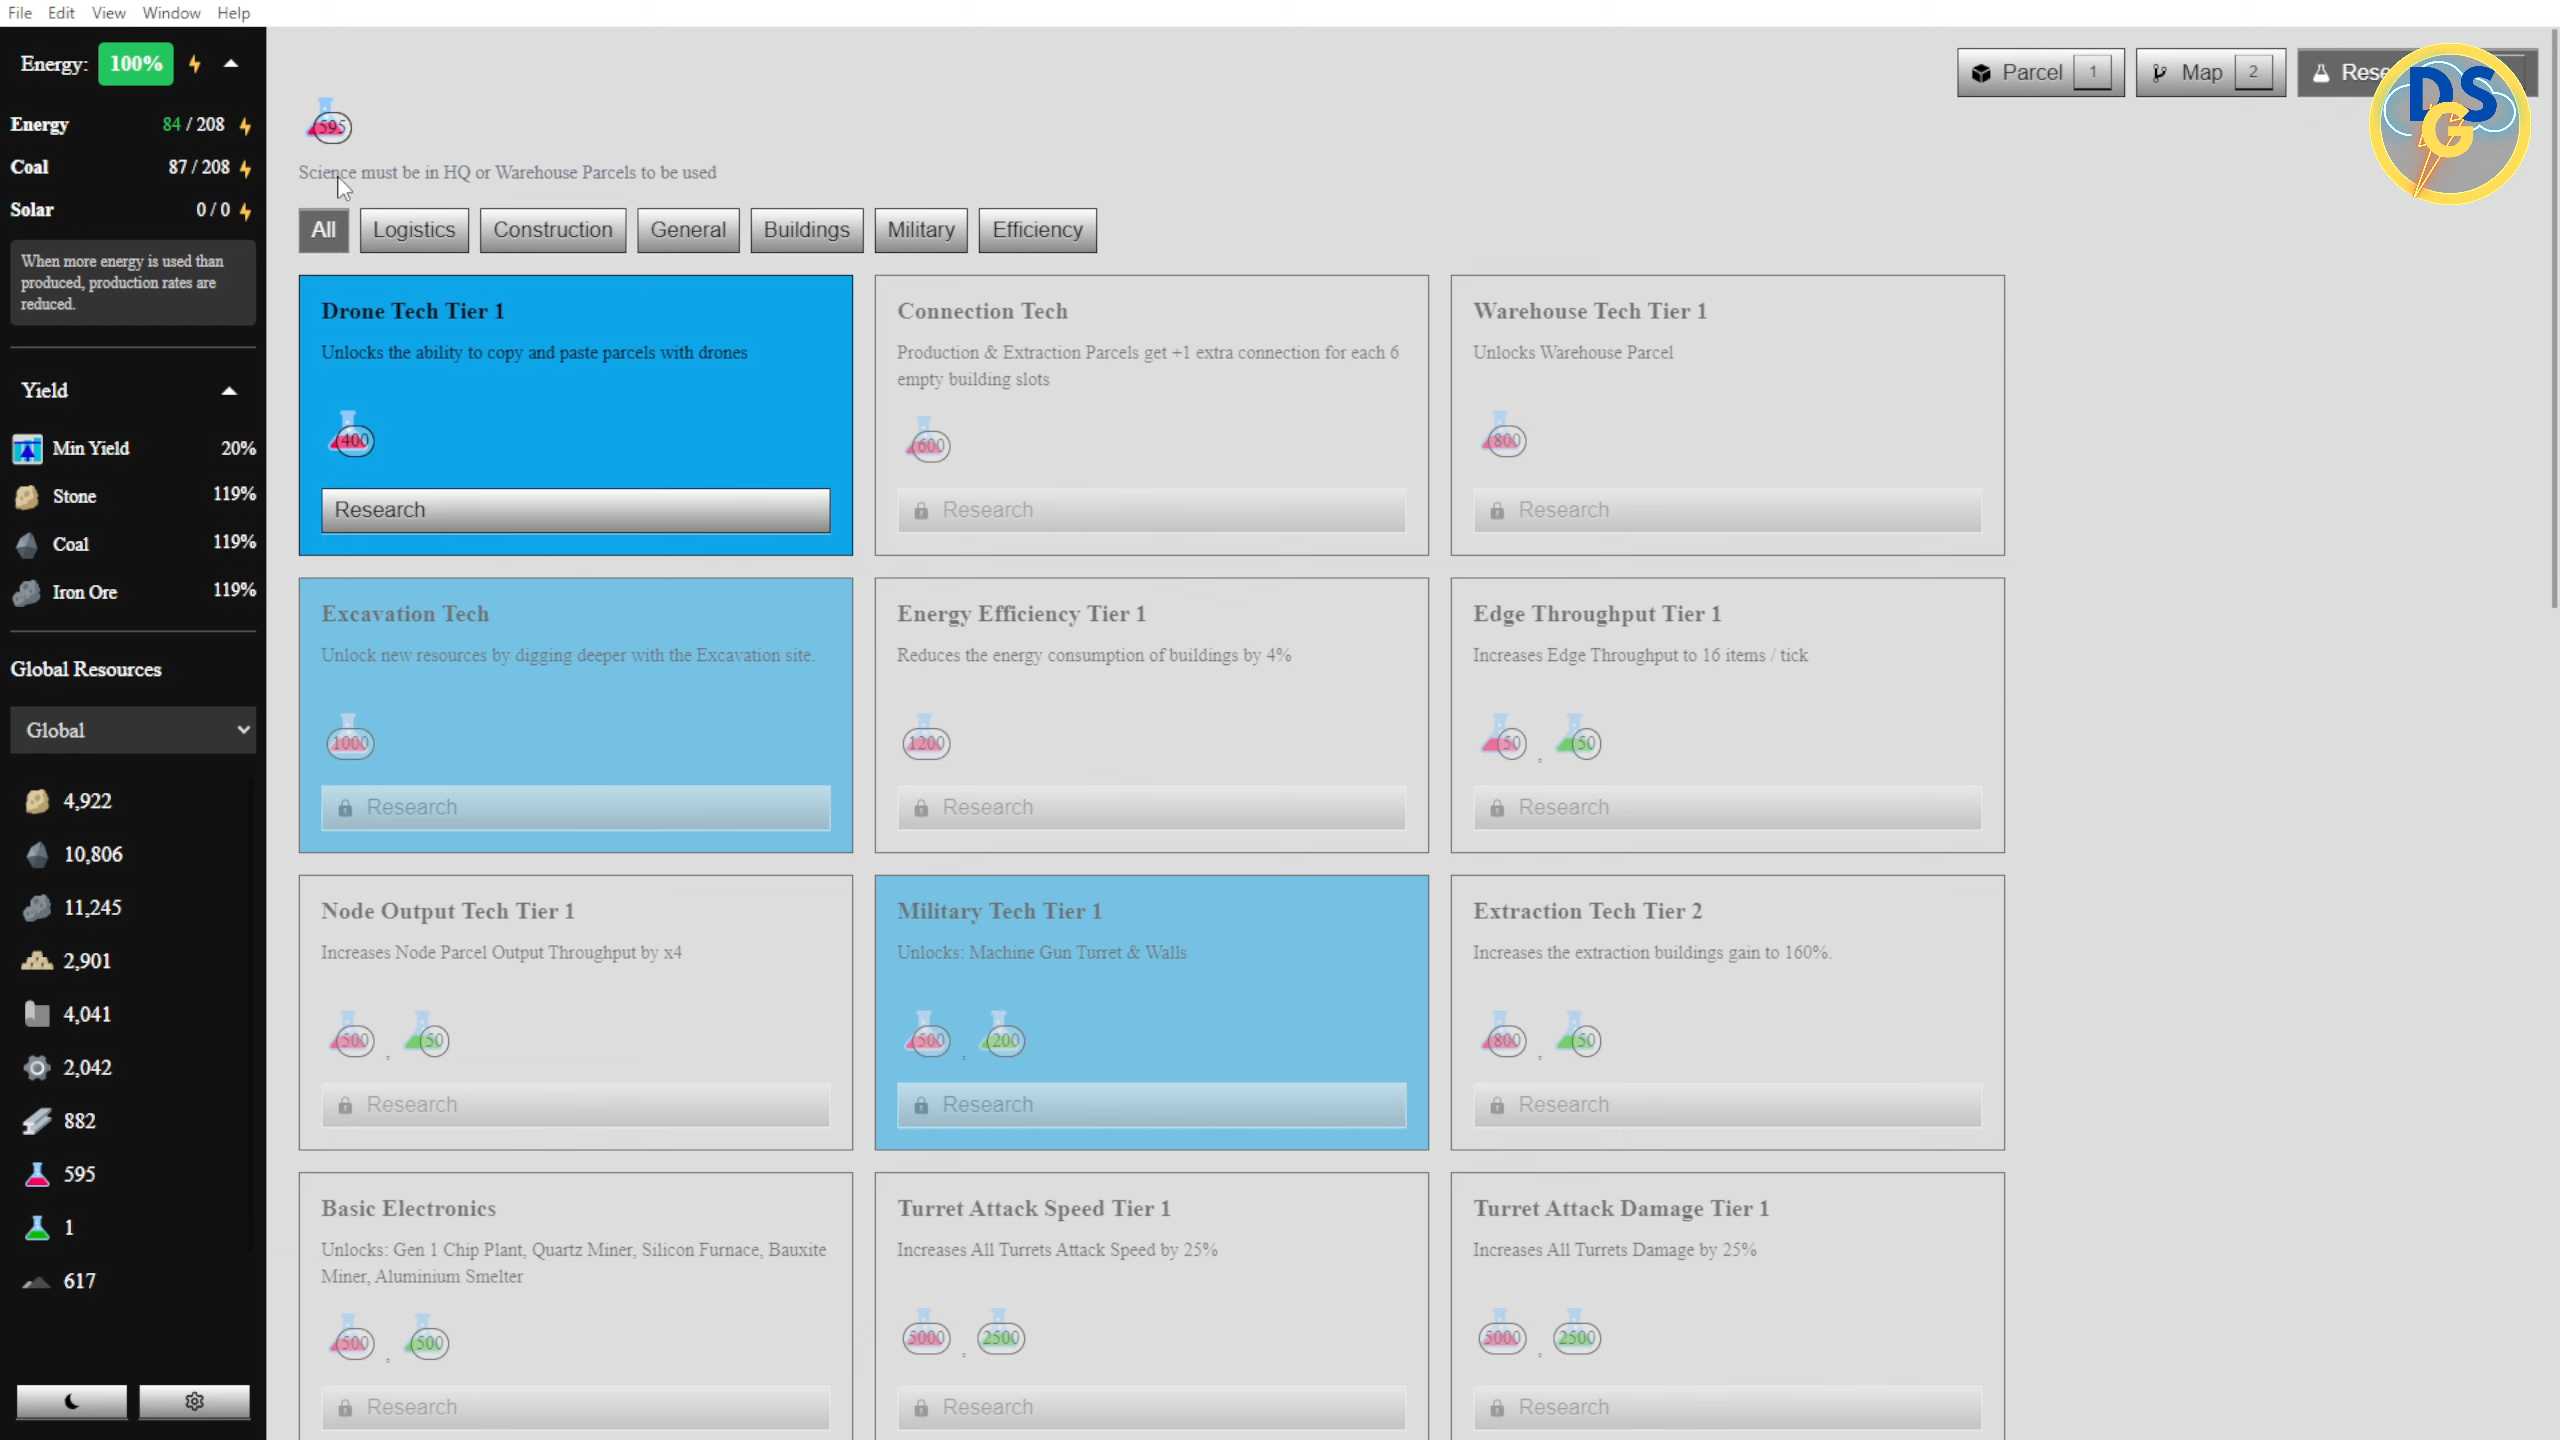 File Edit View Window Help
Energy: 100%
Energy 84 / 208
Coal 87 / 208
Solar 0 / 0
When more energy is used than
produced, production rates are
reduced.
Yield
Min Yield 20%
Stone 119%
Coal 119%
Iron Ore 119%
Global Resources
Global
4,922
10,806
11,245
2,901
4,041
2,042
882
595
1
617
Parcel 1
Map 2
DSG
595
Science must be in HQ or Warehouse Parcels to be used
All Logistics Construction General Buildings Military Efficiency
Drone Tech Tier 1
Unlocks the ability to copy and paste parcels with drones
400
Research
Connection Tech
Production & Extraction Parcels get +1 extra connection for each 6
empty building slots
600
Research
Warehouse Tech Tier 1
Unlocks Warehouse Parcel
800
Research
Excavation Tech
Unlock new resources by digging deeper with the Excavation site.
1000
Research
Energy Efficiency Tier 1
Reduces the energy consumption of buildings by 4%
1200
Research
Edge Throughput Tier 1
Increases Edge Throughput to 16 items / tick
50 , 50
Research
Node Output Tech Tier 1
Increases Node Parcel Output Throughput by x4
500 , 50
Research
Military Tech Tier 1
Unlocks: Machine Gun Turret & Walls
500 , 200
Research
Extraction Tech Tier 2
Increases the extraction buildings gain to 160%.
800 , 50
Research
Basic Electronics
Unlocks: Gen 1 Chip Plant, Quartz Miner, Silicon Furnace, Bauxite
Miner, Aluminium Smelter
500 , 500
Research
Turret Attack Speed Tier 1
Increases All Turrets Attack Speed by 25%
5000 , 2500
Research
Turret Attack Damage Tier 1
Increases All Turrets Damage by 25%
5000 , 2500
Research